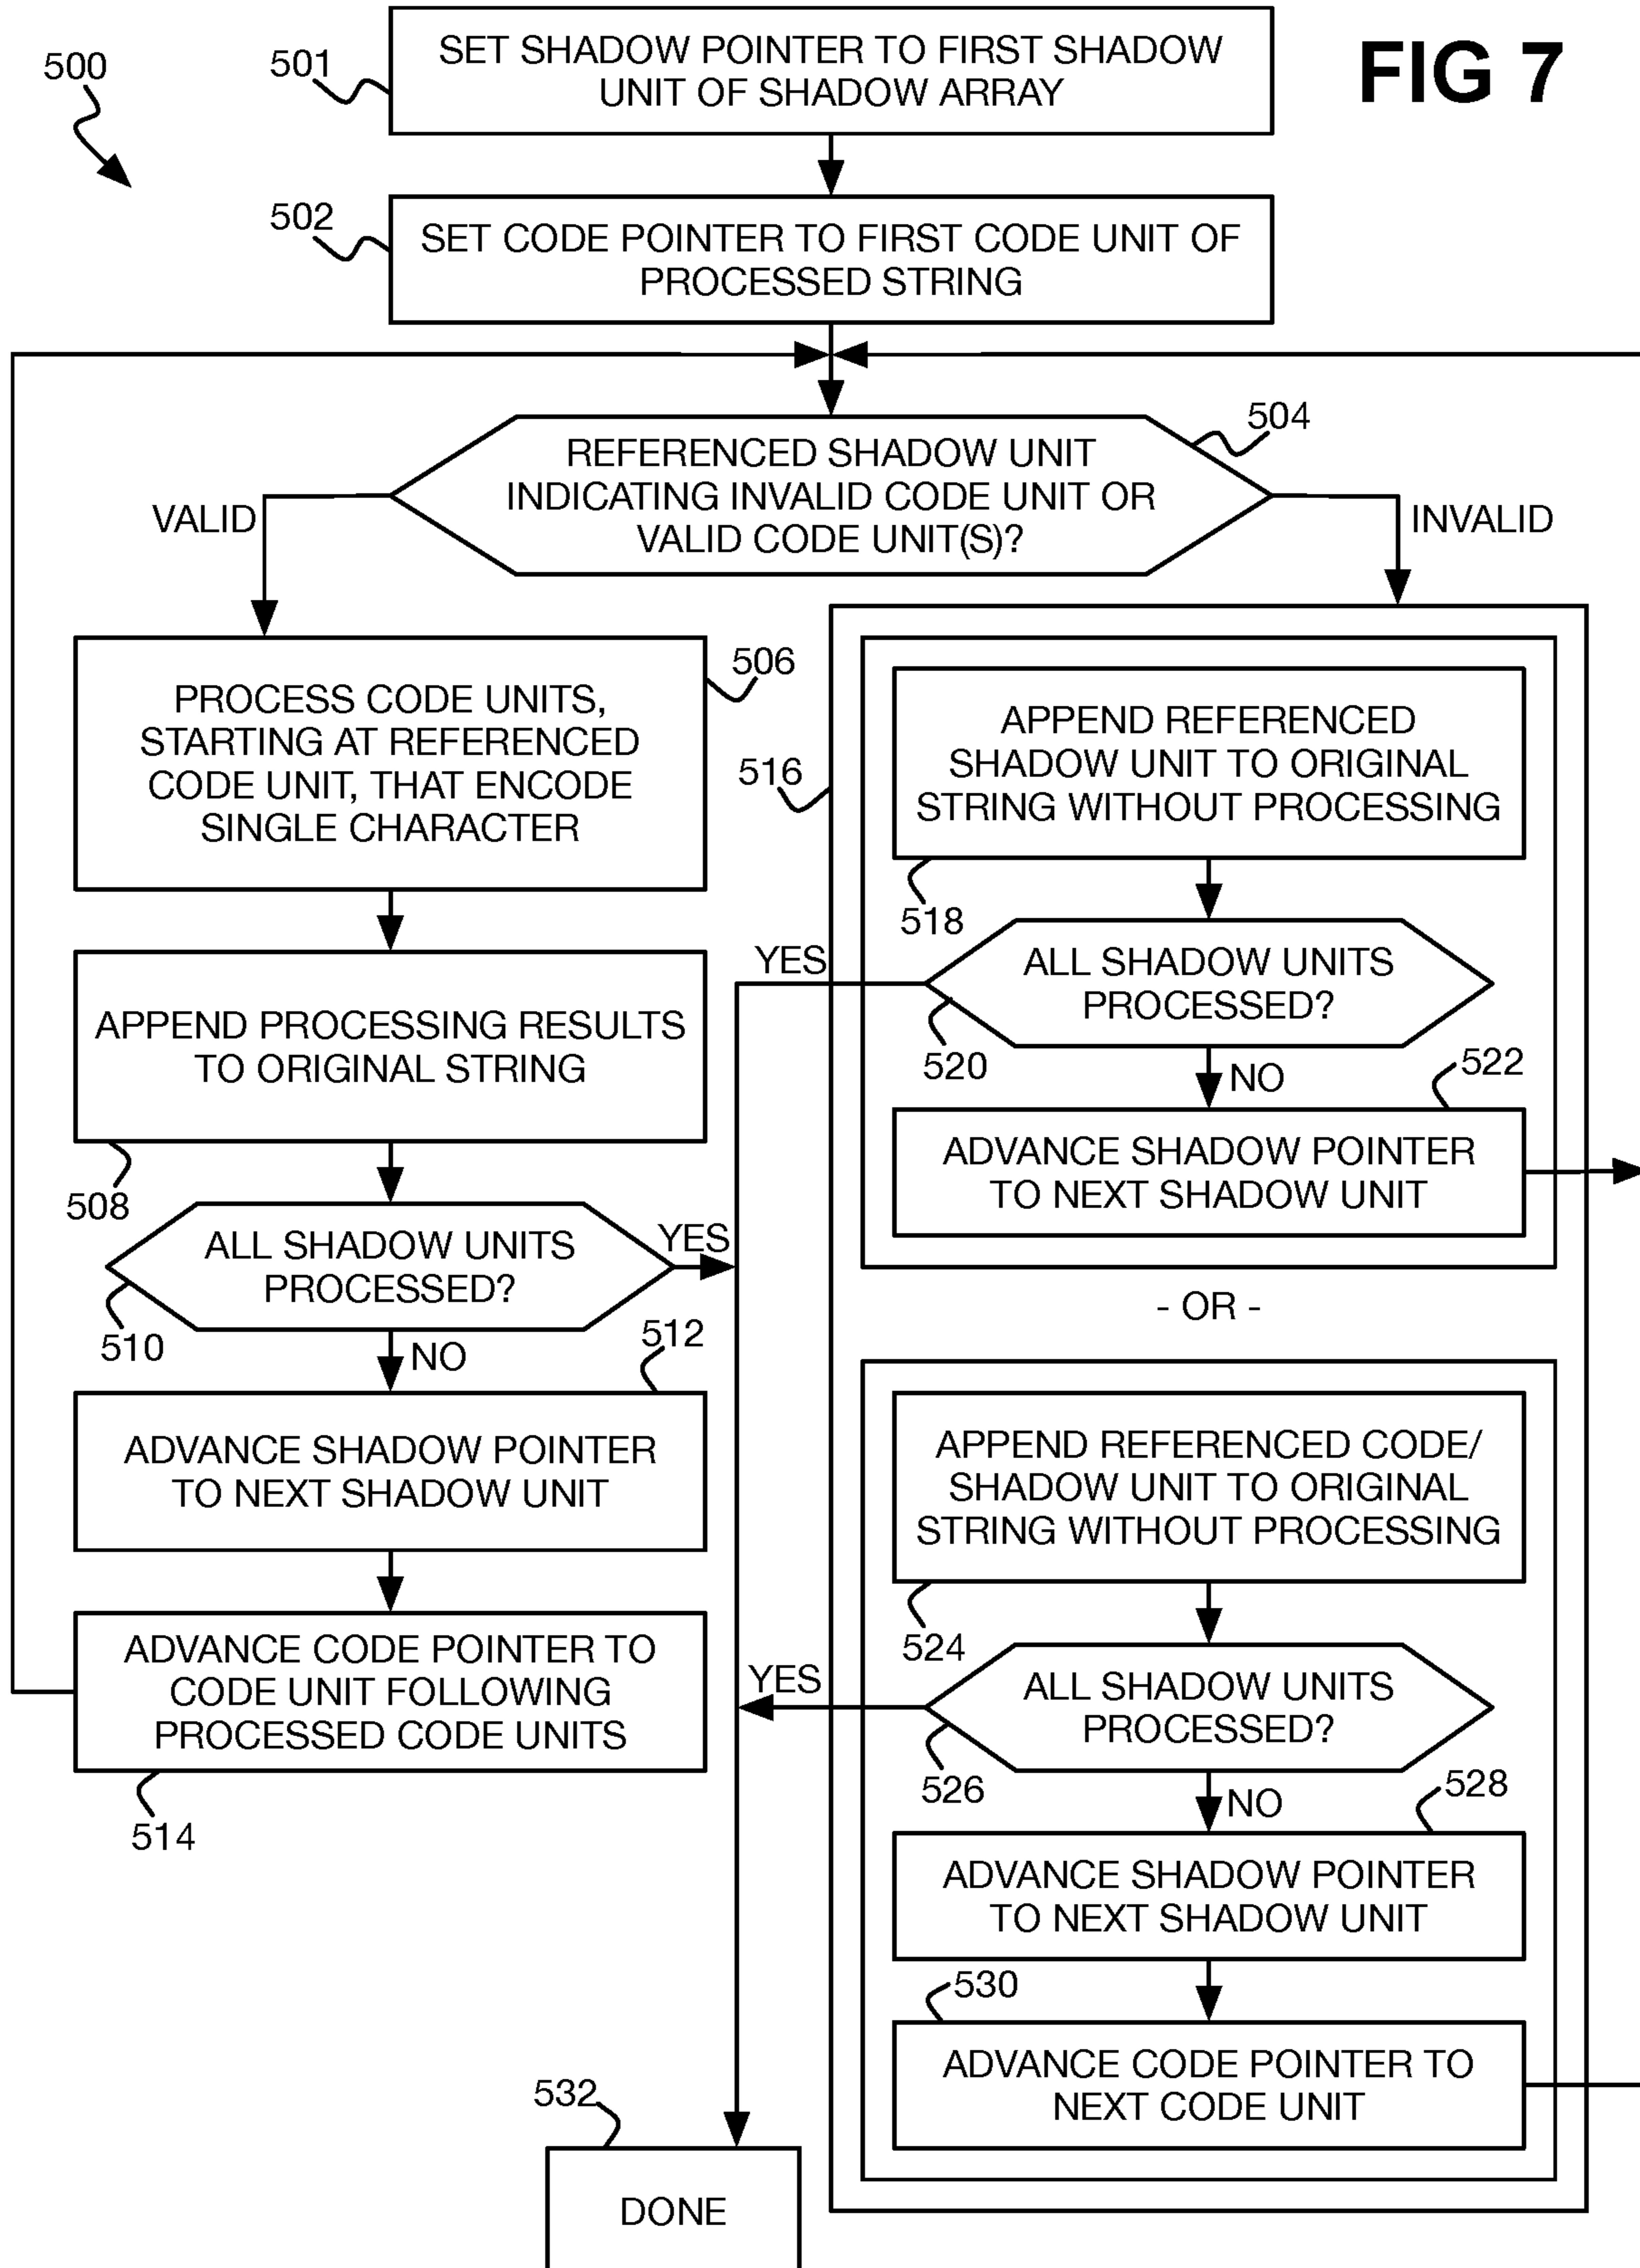 FIG 7
500
501
SET SHADOW POINTER TO FIRST SHADOW
UNIT OF SHADOW ARRAY
502
SET CODE POINTER TO FIRST CODE UNIT OF
PROCESSED STRING
504
REFERENCED SHADOW UNIT
INDICATING INVALID CODE UNIT OR
VALID CODE UNIT(S)?
VALID
INVALID
506
PROCESS CODE UNITS,
STARTING AT REFERENCED
CODE UNIT, THAT ENCODE
SINGLE CHARACTER
APPEND PROCESSING RESULTS
TO ORIGINAL STRING
508
ALL SHADOW UNITS
PROCESSED?
YES
510
NO
512
ADVANCE SHADOW POINTER
TO NEXT SHADOW UNIT
ADVANCE CODE POINTER TO
CODE UNIT FOLLOWING
PROCESSED CODE UNITS
514
516
APPEND REFERENCED
SHADOW UNIT TO ORIGINAL
STRING WITHOUT PROCESSING
518
YES
ALL SHADOW UNITS
PROCESSED?
520
NO
522
ADVANCE SHADOW POINTER
TO NEXT SHADOW UNIT
- OR -
APPEND REFERENCED CODE/
SHADOW UNIT TO ORIGINAL
STRING WITHOUT PROCESSING
524
YES
ALL SHADOW UNITS
PROCESSED?
526
NO
528
ADVANCE SHADOW POINTER
TO NEXT SHADOW UNIT
530
ADVANCE CODE POINTER TO
NEXT CODE UNIT
532
DONE